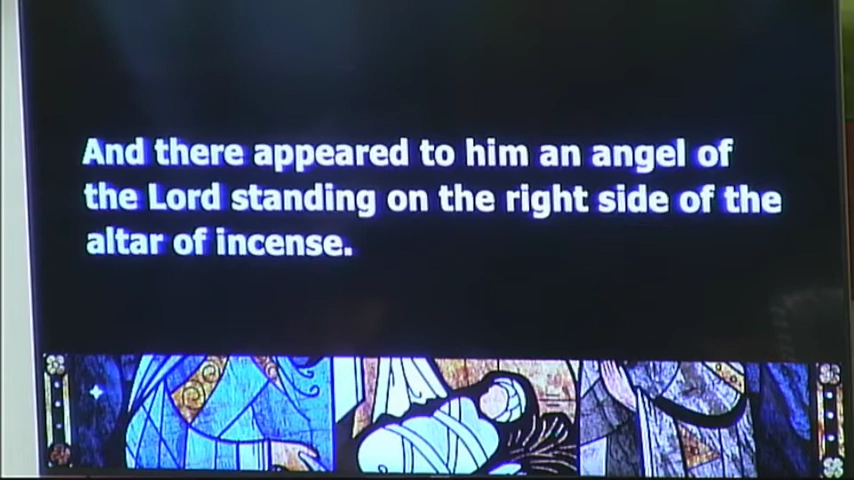 And there appeared to him an angel of
the Lord standing on the right side of the
altar of incense.